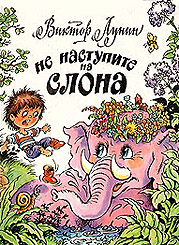 Виктор Лунин
не наступите
на
слона